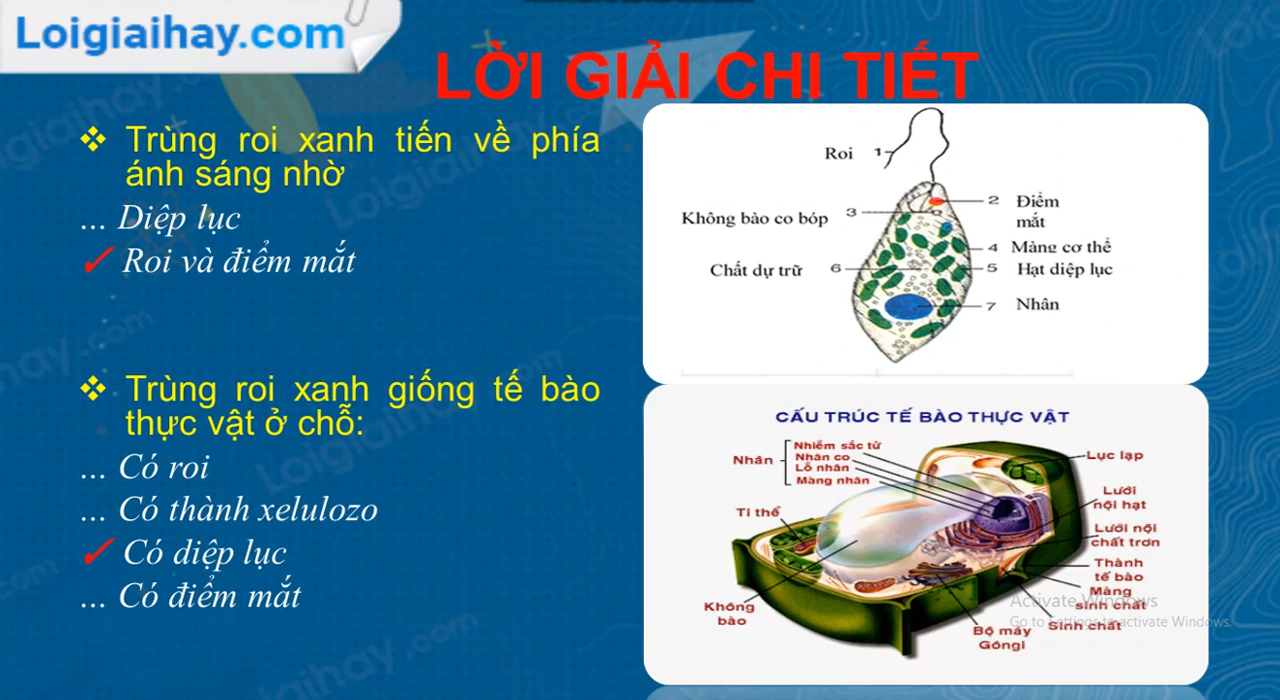 Loigiaihay.com
LỜI GIẢI CHI TIẾT
❖ Trùng roi xanh tiến về phía
ánh sáng nhờ
... Diệp lục
✓ Roi và điểm mắt
❖ Trùng roi xanh giống tế bào
thực vật ở chỗ:
... Có roi
... Có thành xelulozo
✓ Có diệp lục
... Có điểm mắt
Roi 1
2 Điểm
mắt
Không bào co bóp 3
4 Màng cơ thể
Chất dự trữ 6
5 Hạt diệp lục
7 Nhân
CẤU TRÚC TẾ BÀO THỰC VẬT
Nhân
Nhiễm sắc tử
Nhân co
Lỗ nhân
Màng nhân
Lục lạp
Lưới
nội hạt
Ti thể
Lưới nội
chất trơn
Thành
tế bào
Màng
sinh chất
Sinh chất
Không
bào
Bộ máy
Gôngi
Activate Windows
Go to Settings to activate Windows.